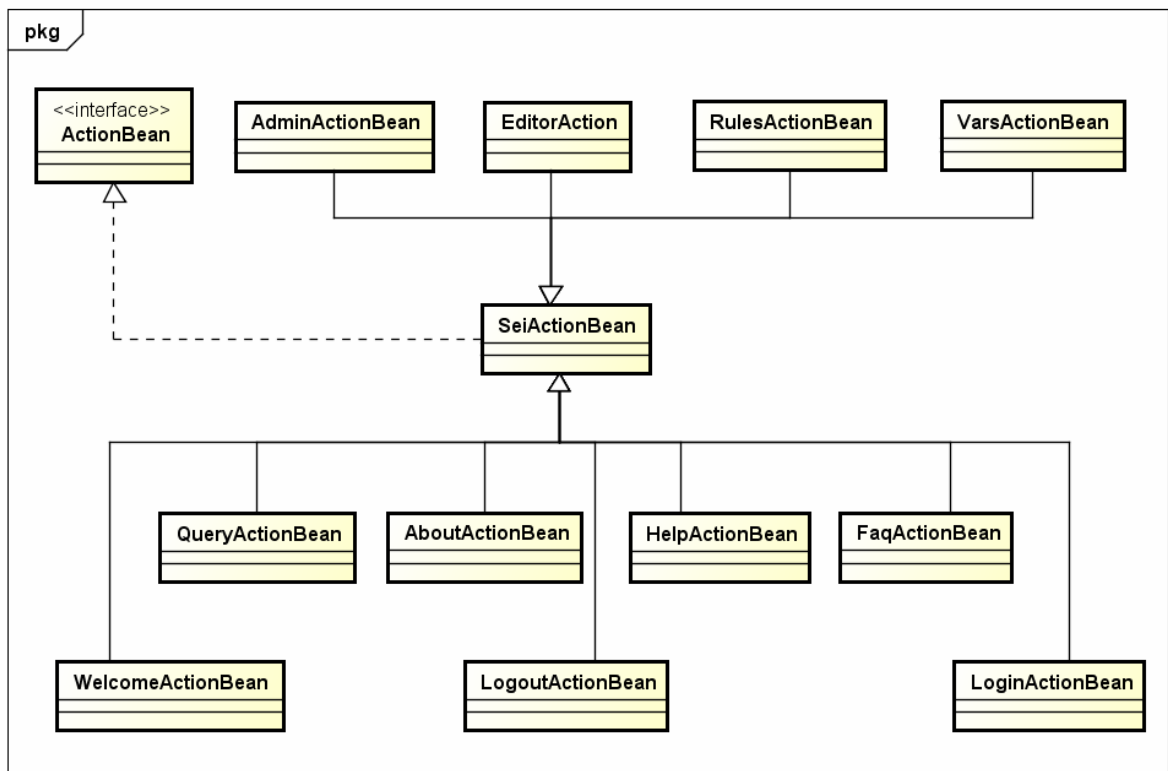 pkg
<<interface>>
ActionBean
AdminActionBean
EditorAction
RulesActionBean
VarsActionBean
SeiActionBean
QueryActionBean
AboutActionBean
HelpActionBean
FaqActionBean
WelcomeActionBean
LogoutActionBean
LoginActionBean